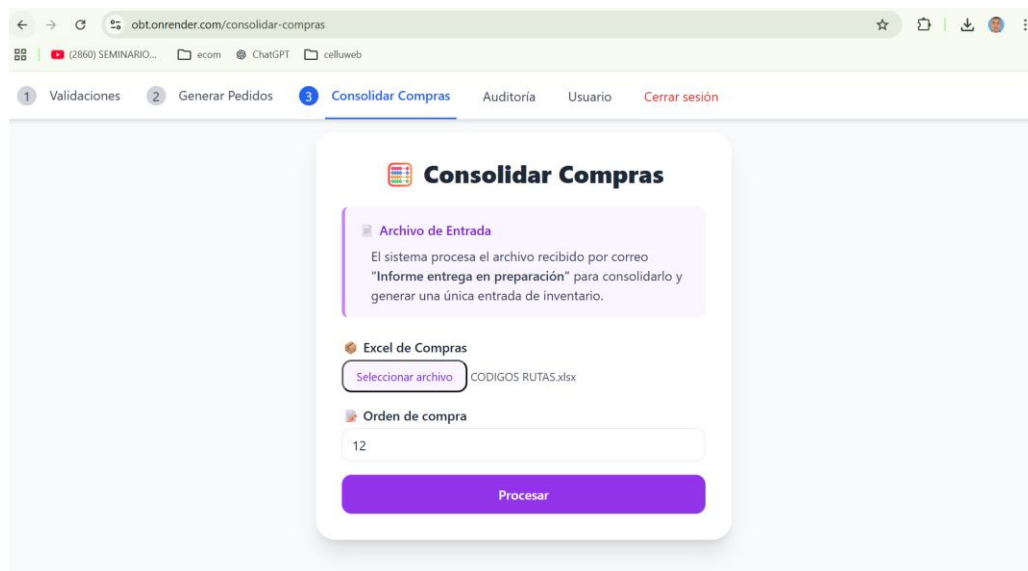 obt.onrender.com/consolidar-compras
(2860) SEMINARIO... ecom ChatGPT celluweb
1 Validaciones 2 Generar Pedidos 3 Consolidar Compras Auditoría Usuario Cerrar sesión
Consolidar Compras
Archivo de Entrada
El sistema procesa el archivo recibido por correo
"Informe entrega en preparación" para consolidarlo y
generar una única entrada de inventario.
Excel de Compras
Seleccionar archivo CODIGOS RUTAS.xlsx
Orden de compra
12
Procesar